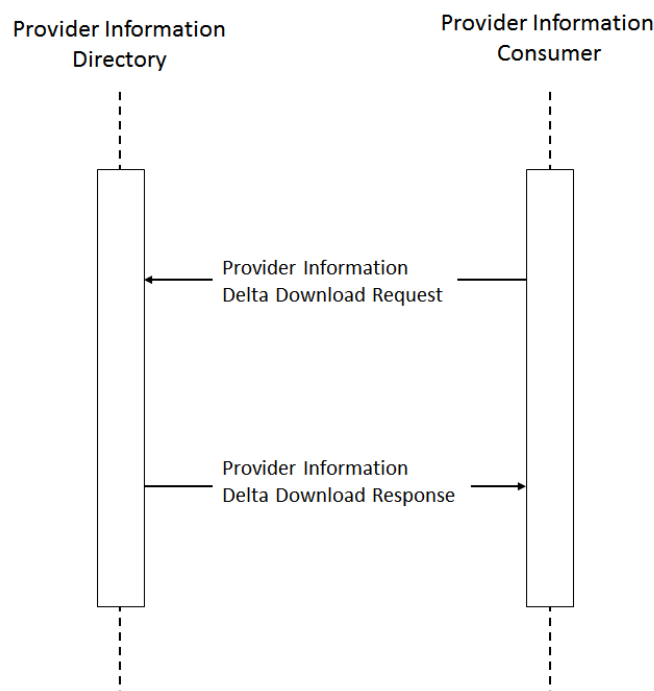 Provider Information
Directory
Provider Information
Consumer
Provider Information
Delta Download Request
Provider Information
Delta Download Response